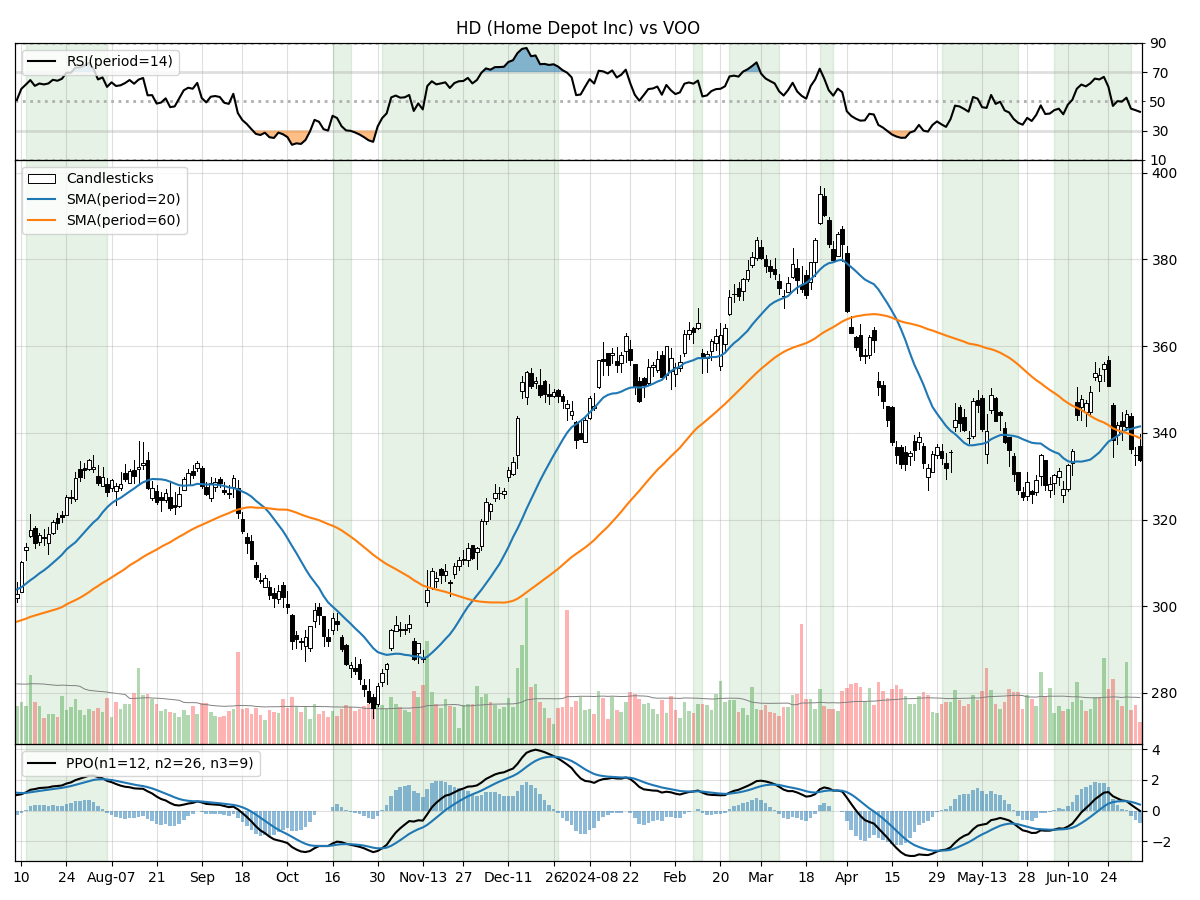 HD (Home Depot Inc) vs VOO
RSI(period=14)
90
70
50
30
10
Candlesticks
SMA(period=20)
SMA(period=60)
400
380
360
340
320
300
280
PPO(n1=12, n2=26, n3=9)
4
2
0
−2
10 24 Aug-07 21 Sep 18 Oct 16 30 Nov-13 27 Dec-11 26 2024-08 22 Feb 20 Mar 18 Apr 15 29 May-13 28 Jun-10 24